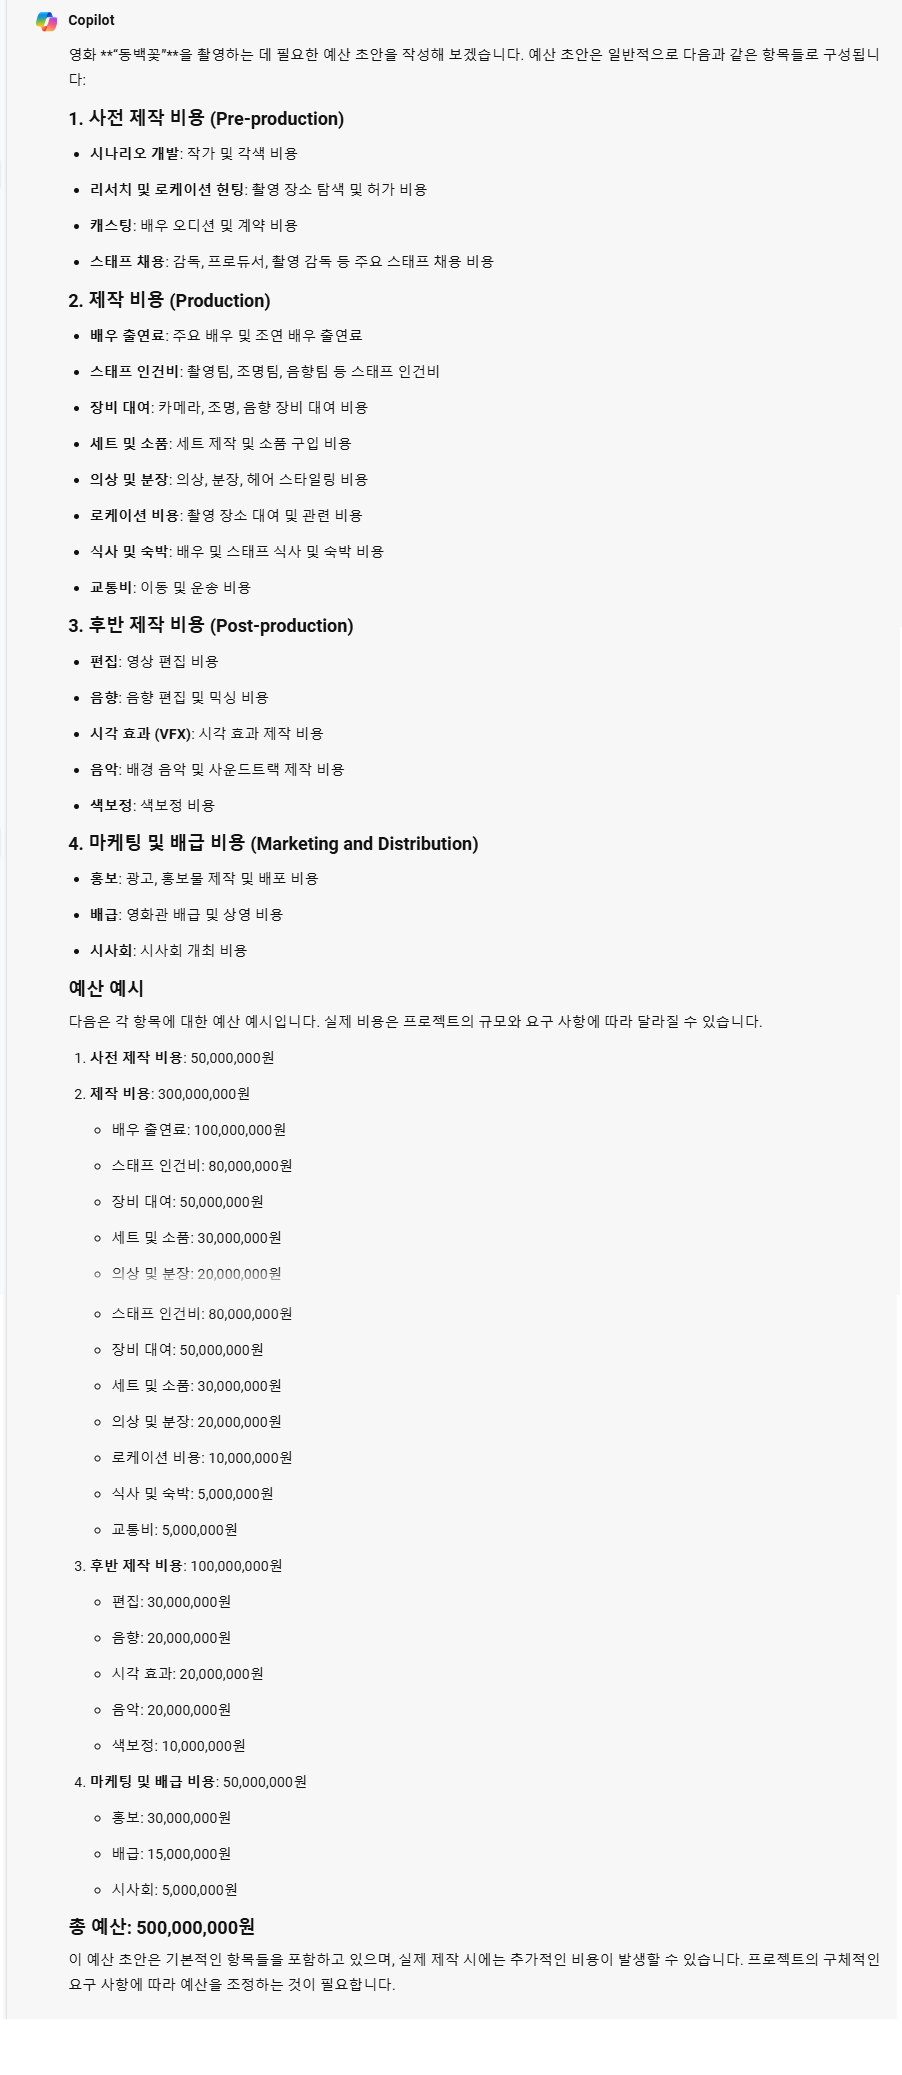 Copilot
영화 **“동백꽃”**을 촬영하는 데 필요한 예산 초안을 작성해 보겠습니다. 예산 초안은 일반적으로 다음과 같은 항목들로 구성됩니
다:
1. 사전 제작 비용 (Pre-production)
• 시나리오 개발: 작가 및 각색 비용
• 리서치 및 로케이션 헌팅: 촬영 장소 탐색 및 허가 비용
• 캐스팅: 배우 오디션 및 계약 비용
• 스태프 채용: 감독, 프로듀서, 촬영 감독 등 주요 스태프 채용 비용
2. 제작 비용 (Production)
• 배우 출연료: 주요 배우 및 조연 배우 출연료
• 스태프 인건비: 촬영팀, 조명팀, 음향팀 등 스태프 인건비
• 장비 대여: 카메라, 조명, 음향 장비 대여 비용
• 세트 및 소품: 세트 제작 및 소품 구입 비용
• 의상 및 분장: 의상, 분장, 헤어 스타일링 비용
• 로케이션 비용: 촬영 장소 대여 및 관련 비용
• 식사 및 숙박: 배우 및 스태프 식사 및 숙박 비용
• 교통비: 이동 및 운송 비용
3. 후반 제작 비용 (Post-production)
• 편집: 영상 편집 비용
• 음향: 음향 편집 및 믹싱 비용
• 시각 효과 (VFX): 시각 효과 제작 비용
• 음악: 배경 음악 및 사운드트랙 제작 비용
• 색보정: 색보정 비용
4. 마케팅 및 배급 비용 (Marketing and Distribution)
• 홍보: 광고, 홍보물 제작 및 배포 비용
• 배급: 영화관 배급 및 상영 비용
• 시사회: 시사회 개최 비용
예산 예시
다음은 각 항목에 대한 예산 예시입니다. 실제 비용은 프로젝트의 규모와 요구 사항에 따라 달라질 수 있습니다.
1. 사전 제작 비용: 50,000,000원
2. 제작 비용: 300,000,000원
◦ 배우 출연료: 100,000,000원
◦ 스태프 인건비: 80,000,000원
◦ 장비 대여: 50,000,000원
◦ 세트 및 소품: 30,000,000원
◦ 의상 및 분장: 20,000,000원
◦ 스태프 인건비: 80,000,000원
◦ 장비 대여: 50,000,000원
◦ 세트 및 소품: 30,000,000원
◦ 의상 및 분장: 20,000,000원
◦ 로케이션 비용: 10,000,000원
◦ 식사 및 숙박: 5,000,000원
◦ 교통비: 5,000,000원
3. 후반 제작 비용: 100,000,000원
◦ 편집: 30,000,000원
◦ 음향: 20,000,000원
◦ 시각 효과: 20,000,000원
◦ 음악: 20,000,000원
◦ 색보정: 10,000,000원
4. 마케팅 및 배급 비용: 50,000,000원
◦ 홍보: 30,000,000원
◦ 배급: 15,000,000원
◦ 시사회: 5,000,000원
총 예산: 500,000,000원
이 예산 초안은 기본적인 항목들을 포함하고 있으며, 실제 제작 시에는 추가적인 비용이 발생할 수 있습니다. 프로젝트의 구체적인
요구 사항에 따라 예산을 조정하는 것이 필요합니다.